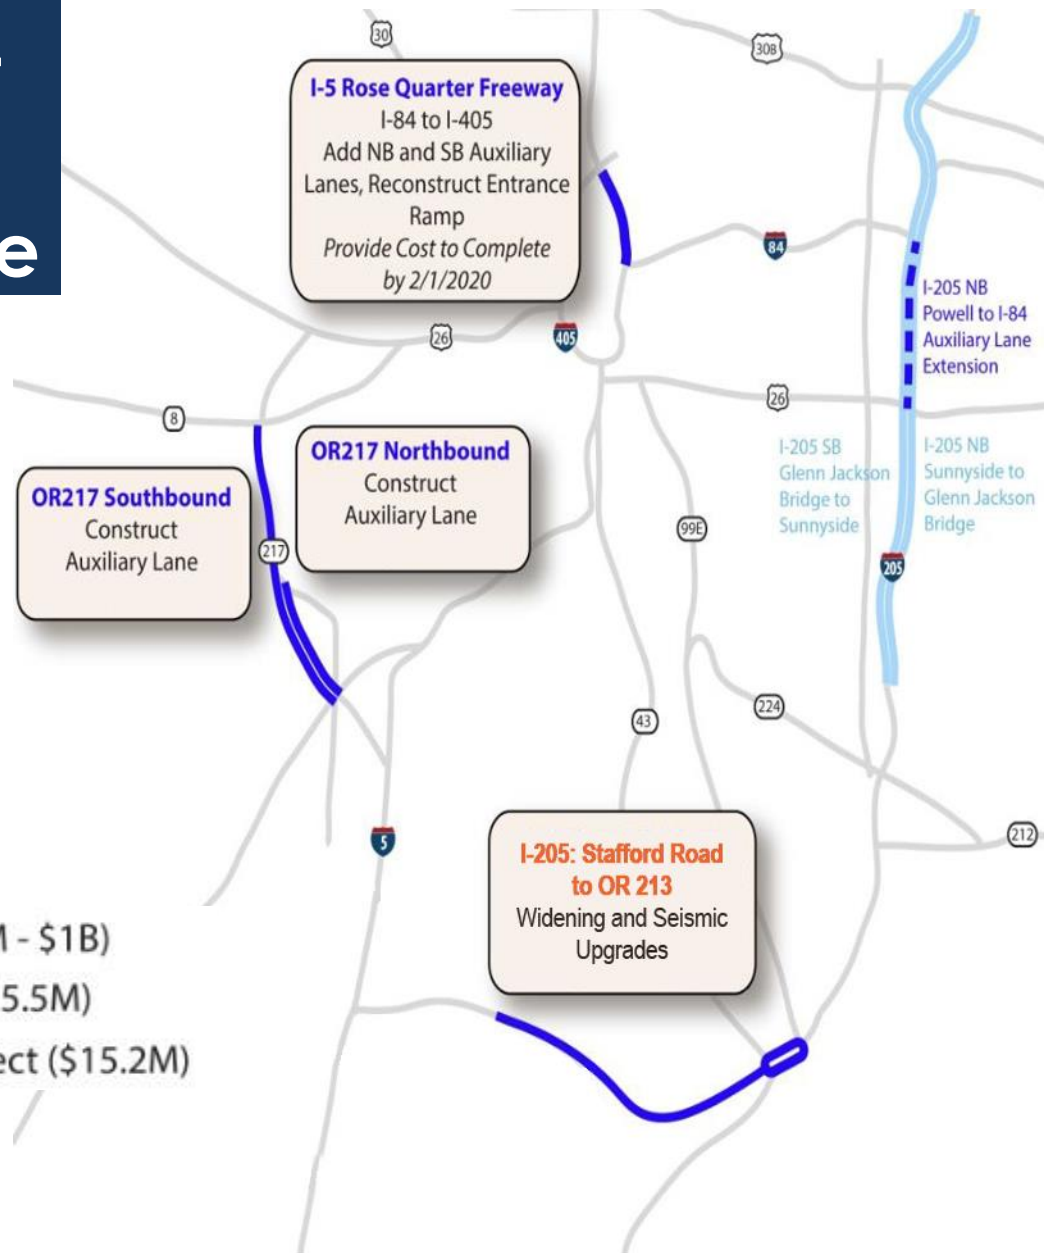 e
30
30B
I-5 Rose Quarter Freeway
I-84 to I-405
Add NB and SB Auxiliary
Lanes, Reconstruct Entrance
Ramp
Provide Cost to Complete
by 2/1/2020
84
I-205 NB
Powell to I-84
Auxiliary Lane
Extension
26
405
26
8
I-205 SB
Glenn Jackson
Bridge to
Sunnyside
I-205 NB
Sunnyside to
Glenn Jackson
Bridge
OR217 Northbound
Construct
Auxiliary Lane
OR217 Southbound
Construct
Auxiliary Lane
217
99E
205
43
224
5
212
I-205: Stafford Road
to OR 213
Widening and Seismic
Upgrades
- $1B)
5.5M)
ect ($15.2M)